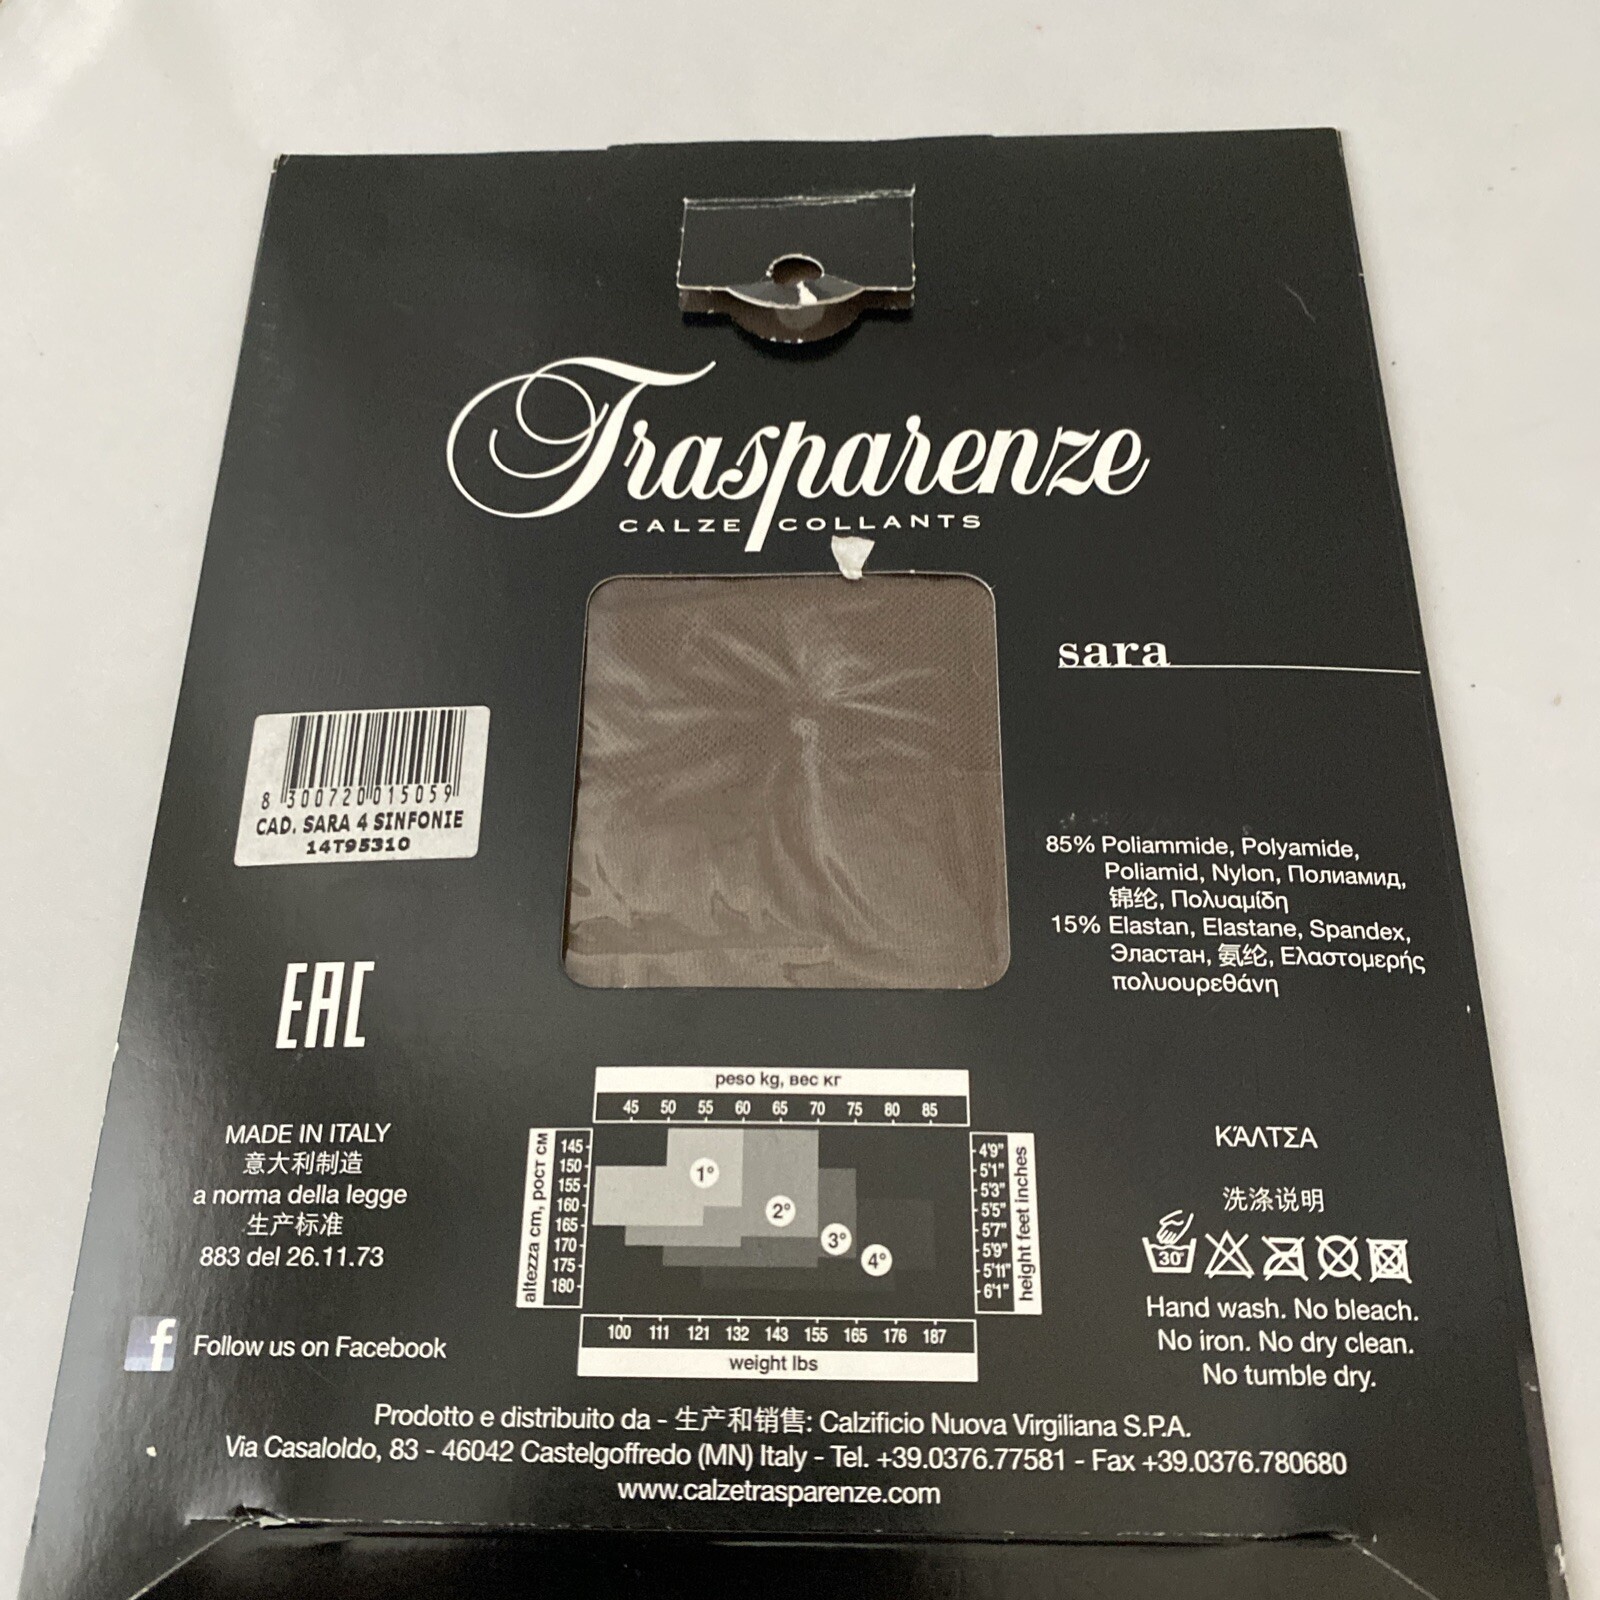 Trasparenze
CALZE COLLANTS
sara
8 300720 015059
CAD. SARA 4 SINFONIE
14T95310
85% Poliammide, Polyamide,
Poliamid, Nylon, Полиамид,
锦纶, Πολυαμίδη
15% Elastan, Elastane, Spandex,
Эластан, 氨纶, Ελαστομερής
πολυουρεθάνη
EAC
MADE IN ITALY
意大利制造
a norma della legge
生产标准
883 del 26.11.73
f Follow us on Facebook
peso kg, вес кг
45 50 55 60 65 70 75 80 85
altezza cm, рост см
145
150
155
160
165
170
175
180
1°
2°
3°
4°
4'9"
5'1"
5'3"
5'5"
5'7"
5'9"
5'11"
6'1"
height feet inches
100 111 121 132 143 155 165 176 187
weight lbs
ΚΆΛΤΣΑ
洗涤说明
30°
Hand wash. No bleach.
No iron. No dry clean.
No tumble dry.
Prodotto e distribuito da - 生产和销售: Calzificio Nuova Virgiliana S.P.A.
Via Casaloldo, 83 - 46042 Castelgoffredo (MN) Italy - Tel. +39.0376.77581 - Fax +39.0376.780680
www.calzetrasparenze.com